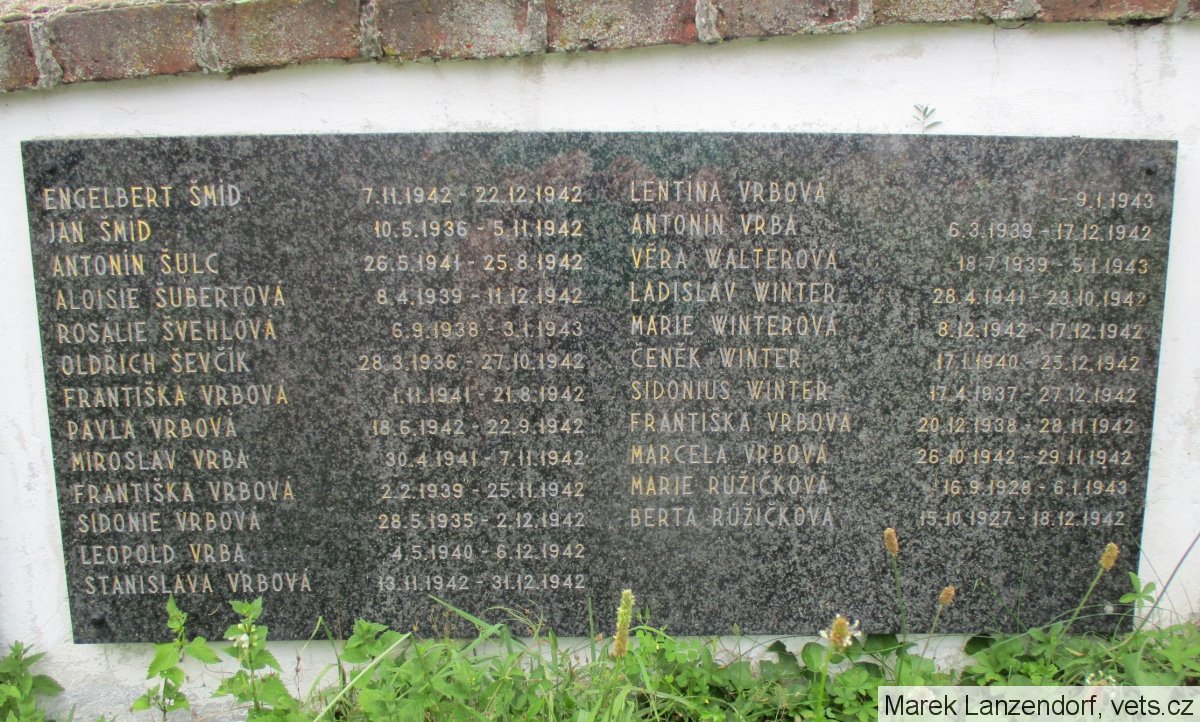 ENGELBERT ŠMÍD 7.11.1942 - 22.12.1942
JAN ŠMÍD 10.5.1936 - 5.11.1942
ANTONÍN ŠULC 26.5.1941 - 25.8.1942
ALOISIE ŠUBERTOVÁ 8.4.1939 - 11.12.1942
ROSALIE ŠVEHLOVÁ 6.9.1938 - 3.1.1943
OLDŘICH ŠEVČÍK 28.3.1936 - 27.10.1942
FRANTIŠKA VRBOVÁ 1.11.1941 - 21.8.1942
PAVLA VRBOVÁ 18.6.1942 - 22.9.1942
MIROSLAV VRBA 30.4.1941 - 7.11.1942
FRANTIŠKA VRBOVÁ 2.2.1939 - 25.11.1942
SIDONIE VRBOVÁ 28.5.1935 - 2.12.1942
LEOPOLD VRBA 4.5.1940 - 6.12.1942
STANISLAVA VRBOVÁ 13.11.1942 - 31.12.1942
LENTINA VRBOVÁ - 9.1.1943
ANTONÍN VRBA 6.3.1939 - 17.12.1942
VĚRA WALTEROVÁ 18.7.1939 - 5.1.1943
LADISLAV WINTER 28.4.1941 - 23.10.1942
MARIE WINTEROVÁ 8.12.1942 - 17.12.1942
ČENĚK WINTER 17.1.1940 - 25.12.1942
SIDONIUS WINTER 17.4.1937 - 27.12.1942
FRANTIŠKA VRBOVÁ 20.12.1938 - 28.11.1942
MARCELA VRBOVÁ 26.10.1942 - 29.11.1942
MARIE RŮŽIČKOVÁ 16.9.1928 - 6.1.1943
BERTA RŮŽIČKOVÁ 15.10.1927 - 18.12.1942
Marek Lanzendorf, vets.cz